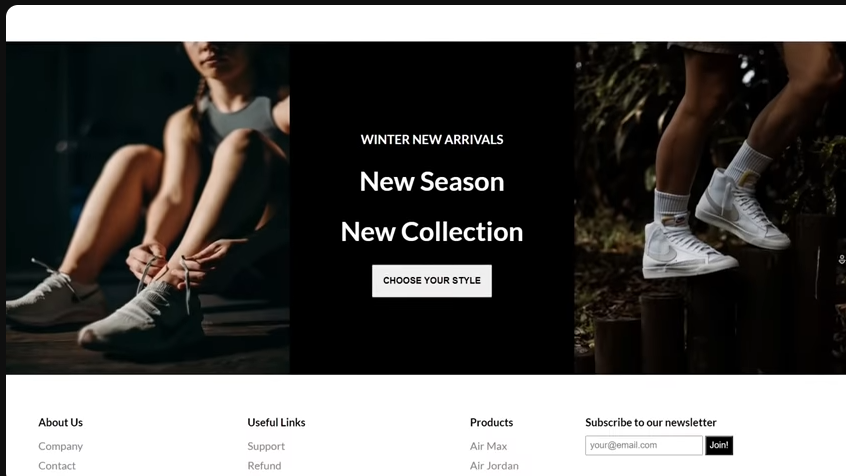 WINTER NEW ARRIVALS
New Season
New Collection
CHOOSE YOUR STYLE
About Us
Company
Contact
Useful Links
Support
Refund
Products
Air Max
Air Jordan
Subscribe to our newsletter
your@email.com Join!